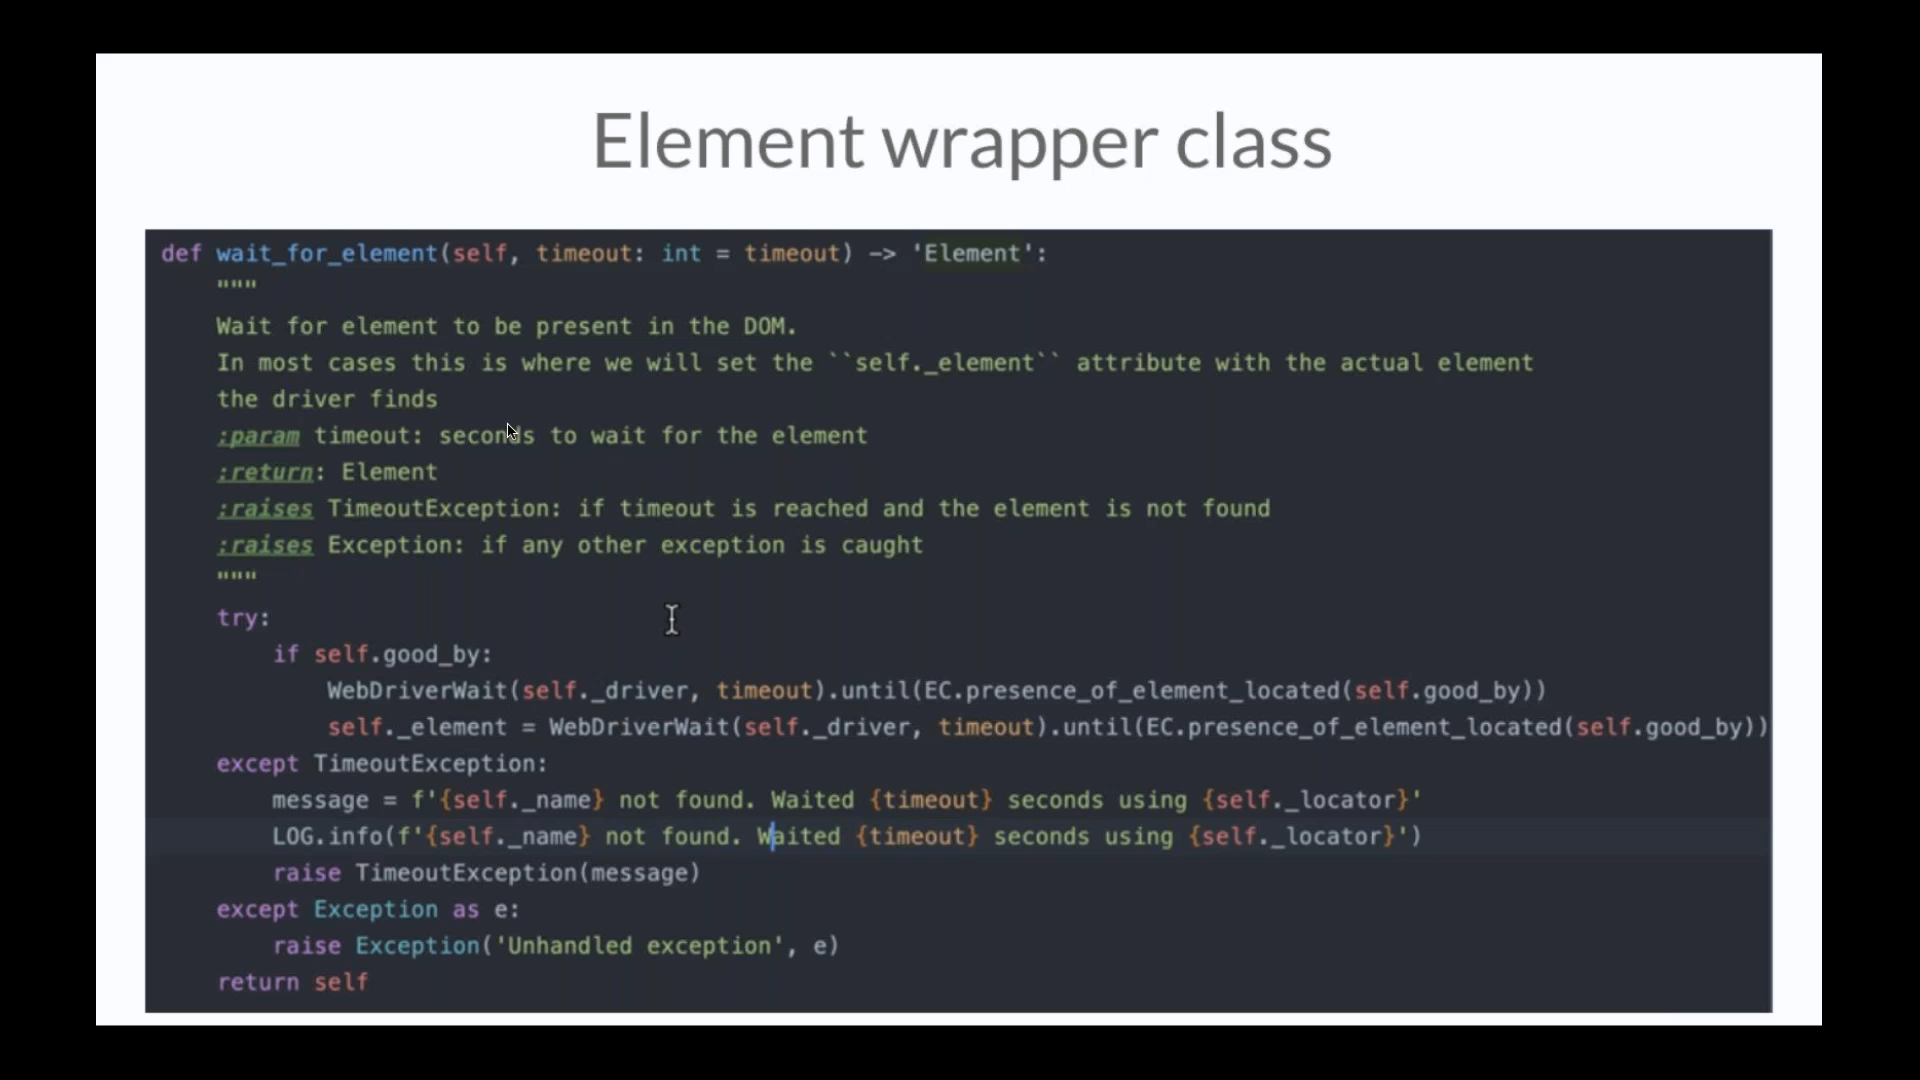 Element wrapper class
def wait_for_element(self, timeout: int = timeout) -> 'Element':
"""
Wait for element to be present in the DOM.
In most cases this is where we will set the ``self._element`` attribute with the actual element
the driver finds
:param timeout: seconds to wait for the element
:return: Element
:raises TimeoutException: if timeout is reached and the element is not found
:raises Exception: if any other exception is caught
"""
try:
if self.good_by:
WebDriverWait(self._driver, timeout).until(EC.presence_of_element_located(self.good_by))
self._element = WebDriverWait(self._driver, timeout).until(EC.presence_of_element_located(self.good_by))
except TimeoutException:
message = f'{self._name} not found. Waited {timeout} seconds using {self._locator}'
LOG.info(f'{self._name} not found. Waited {timeout} seconds using {self._locator}')
raise TimeoutException(message)
except Exception as e:
raise Exception('Unhandled exception', e)
return self